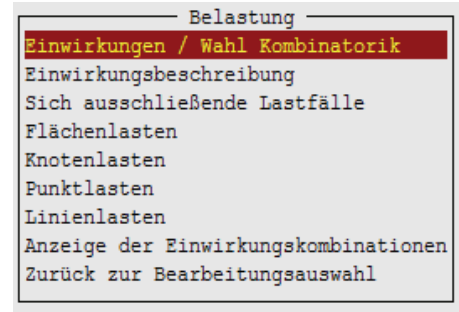 Belastung
Einwirkungen / Wahl Kombinatorik
Einwirkungsbeschreibung
Sich ausschließende Lastfälle
Flächenlasten
Knotenlasten
Punktlasten
Linienlasten
Anzeige der Einwirkungskombinationen
Zurück zur Bearbeitungsauswahl